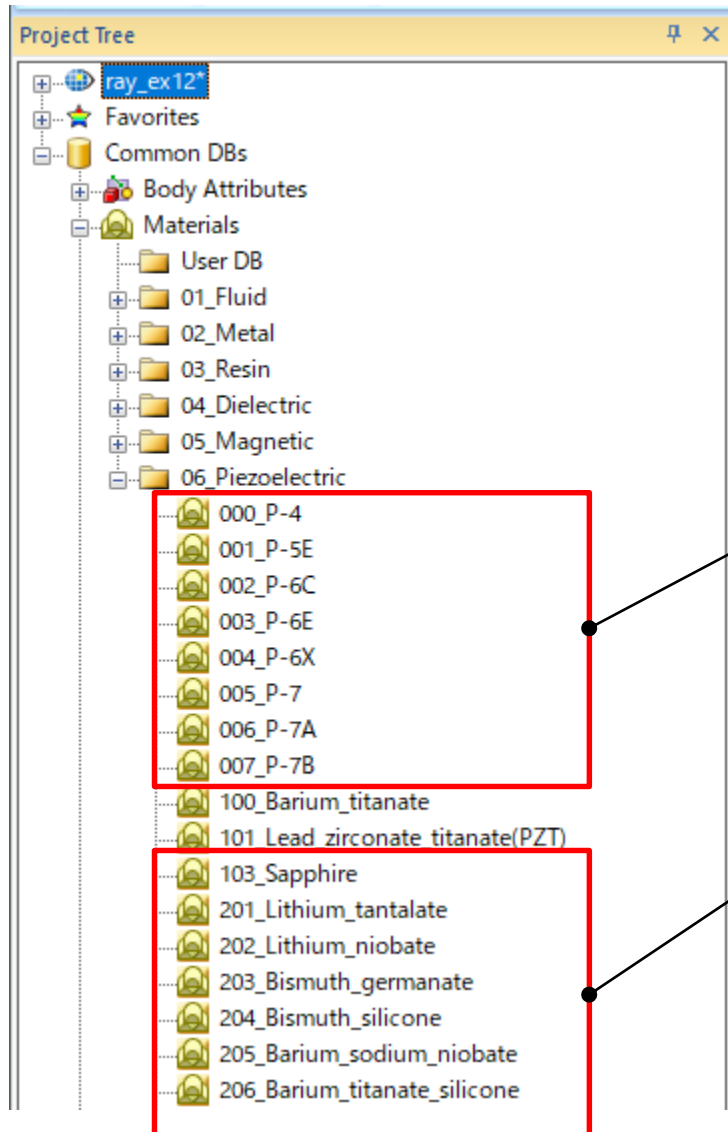 Project Tree
ray_ex12*
Favorites
Common DBs
Body Attributes
Materials
User DB
01_Fluid
02_Metal
03_Resin
04_Dielectric
05_Magnetic
06_Piezoelectric
000_P-4
001_P-5E
002_P-6C
003_P-6E
004_P-6X
005_P-7
006_P-7A
007_P-7B
100_Barium_titanate
101_Lead_zirconate_titanate(PZT)
103_Sapphire
201_Lithium_tantalate
202_Lithium_niobate
203_Bismuth_germanate
204_Bismuth_silicone
205_Barium_sodium_niobate
206_Barium_titanate_silicone